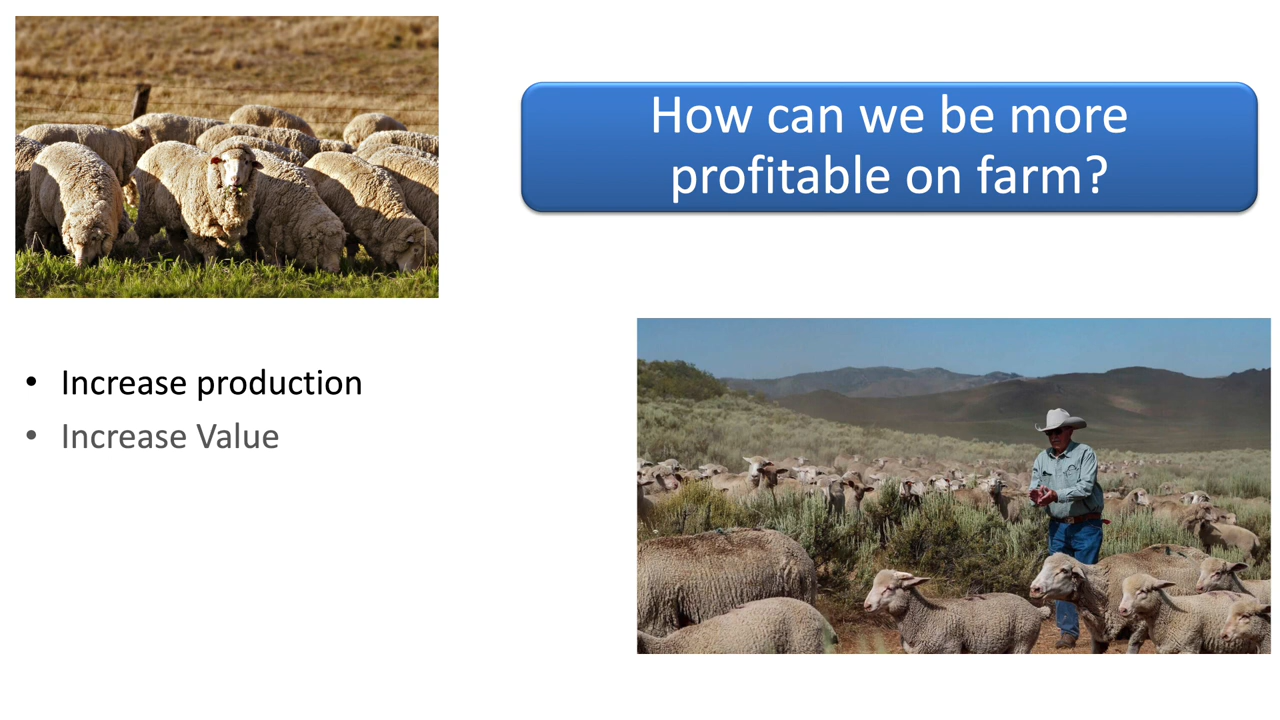 How can we be more
profitable on farm?
• Increase production
• Increase Value